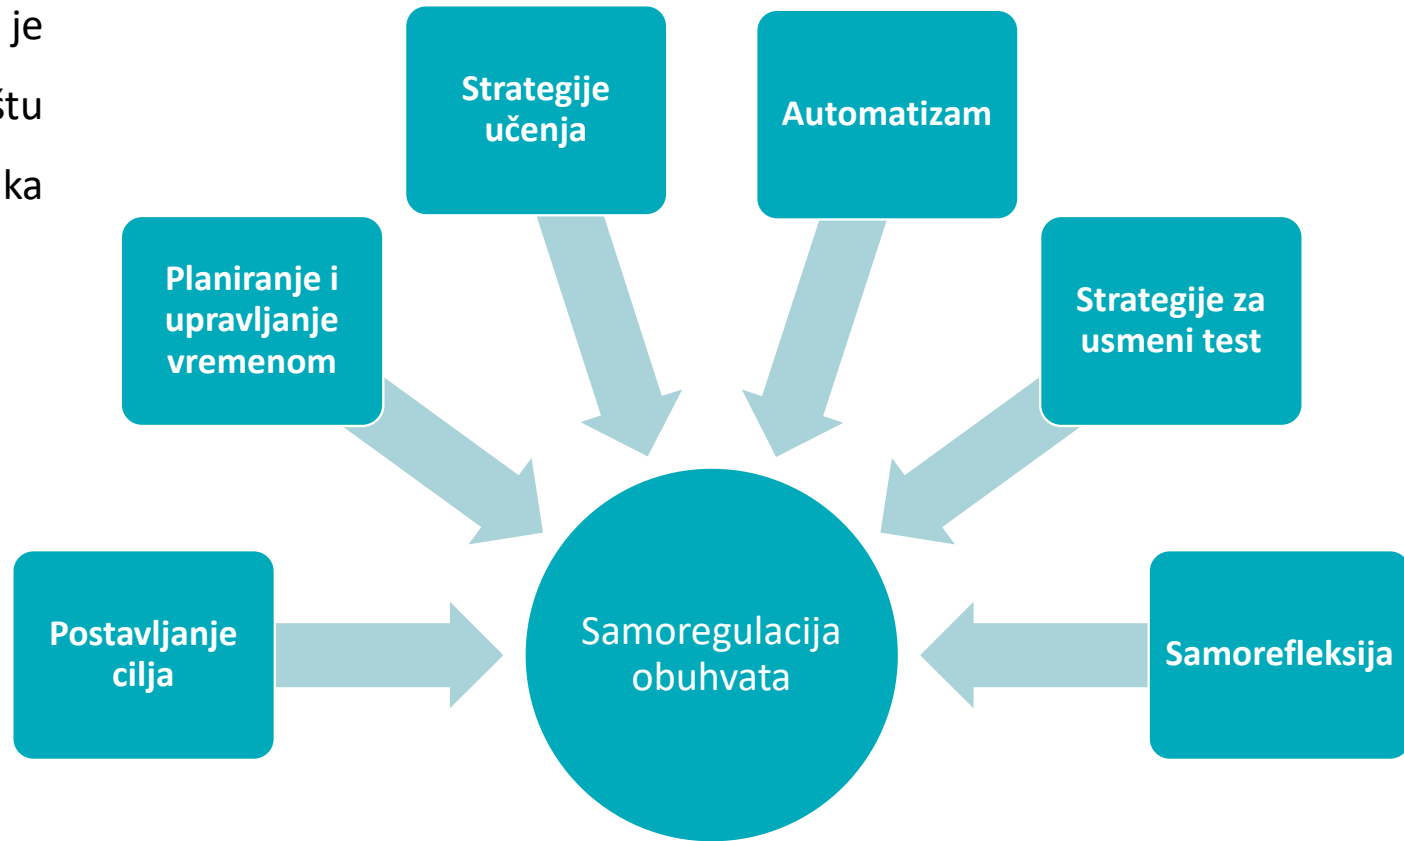 je
štu
ka
Strategije
učenja
Automatizam
Planiranje i
upravljanje
vremenom
Strategije za
usmeni test
Postavljanje
cilja
Samoregulacija
obuhvata
Samorefleksija